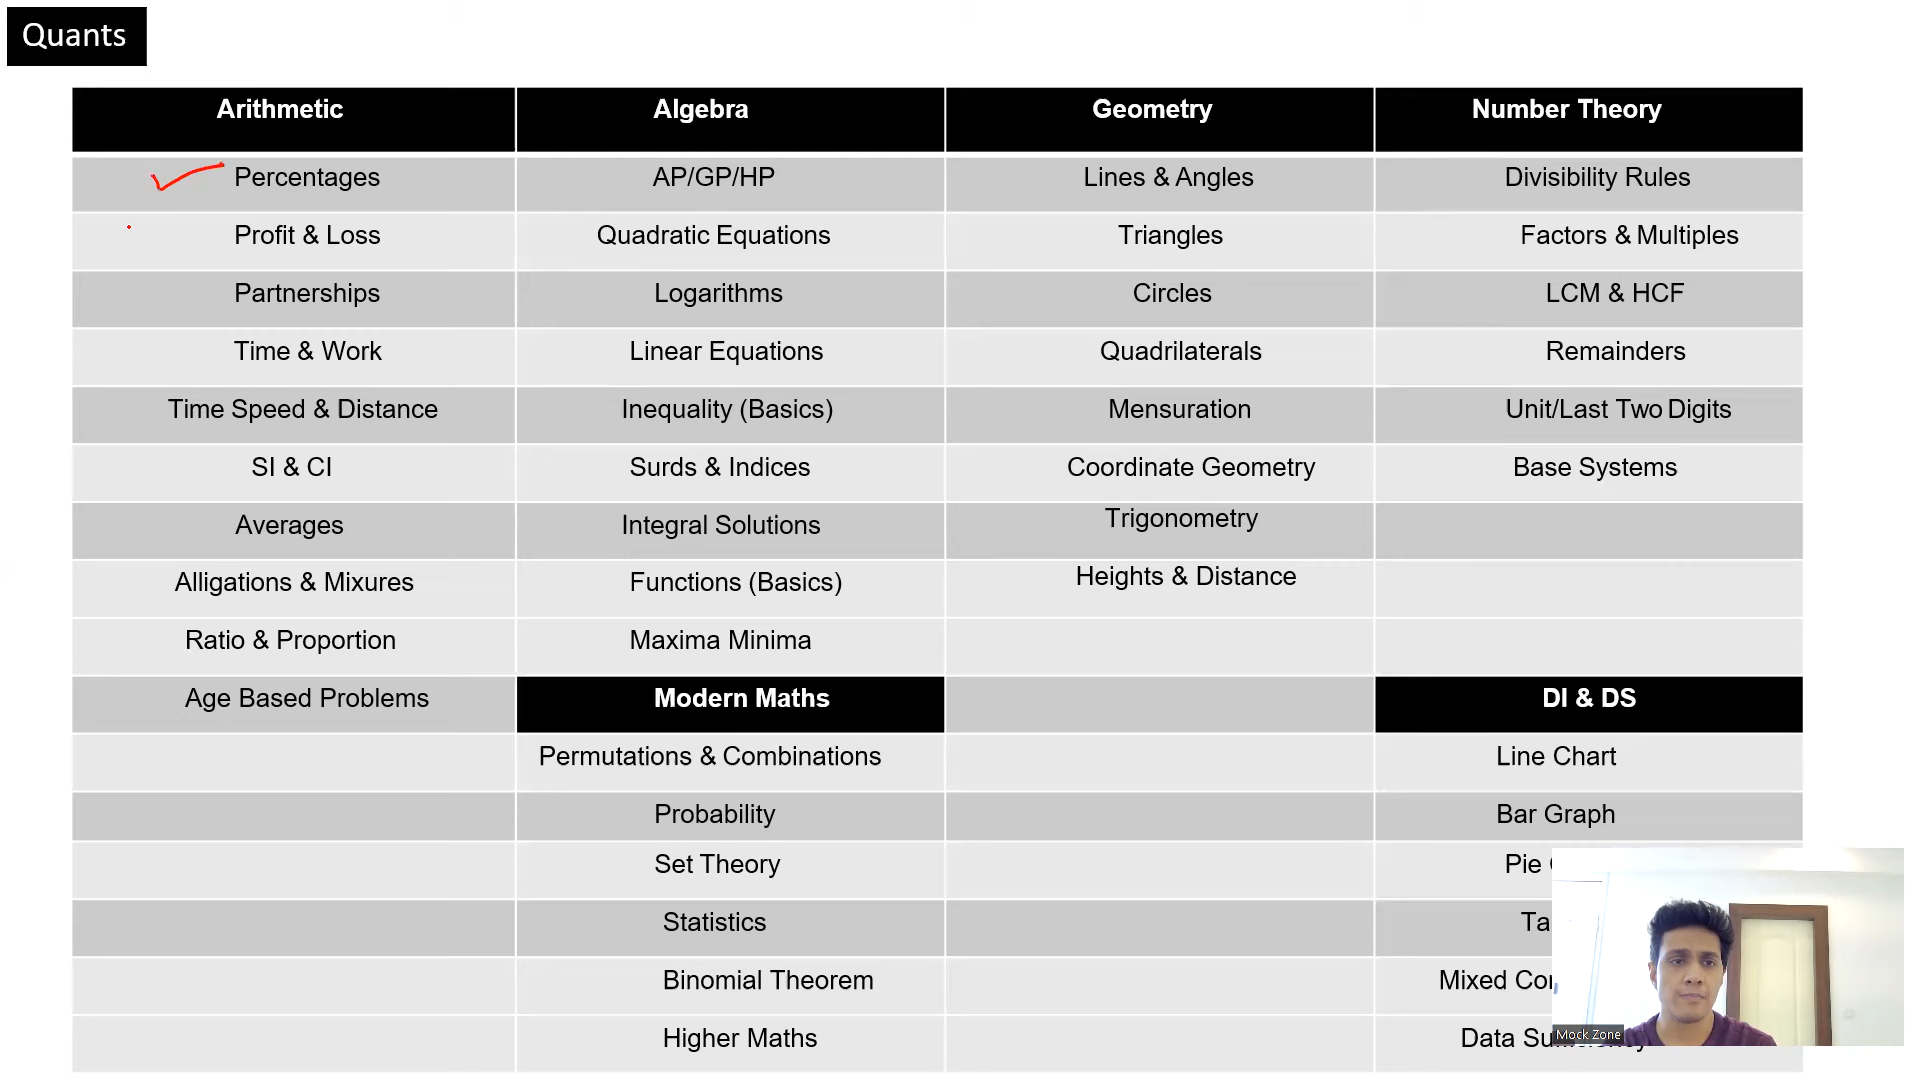 Quants
Arithmetic Algebra Geometry Number Theory
Percentages AP/GP/HP Lines & Angles Divisibility Rules
Profit & Loss Quadratic Equations Triangles Factors & Multiples
Partnerships Logarithms Circles LCM & HCF
Time & Work Linear Equations Quadrilaterals Remainders
Time Speed & Distance Inequality (Basics) Mensuration Unit/Last Two Digits
SI & CI Surds & Indices Coordinate Geometry Base Systems
Averages Integral Solutions Trigonometry
Alligations & Mixures Functions (Basics) Heights & Distance
Ratio & Proportion Maxima Minima
Age Based Problems Modern Maths DI & DS
Permutations & Combinations Line Chart
Probability Bar Graph
Set Theory Pie
Statistics
Binomial Theorem Mixed
Higher Maths Data
Mock Zone